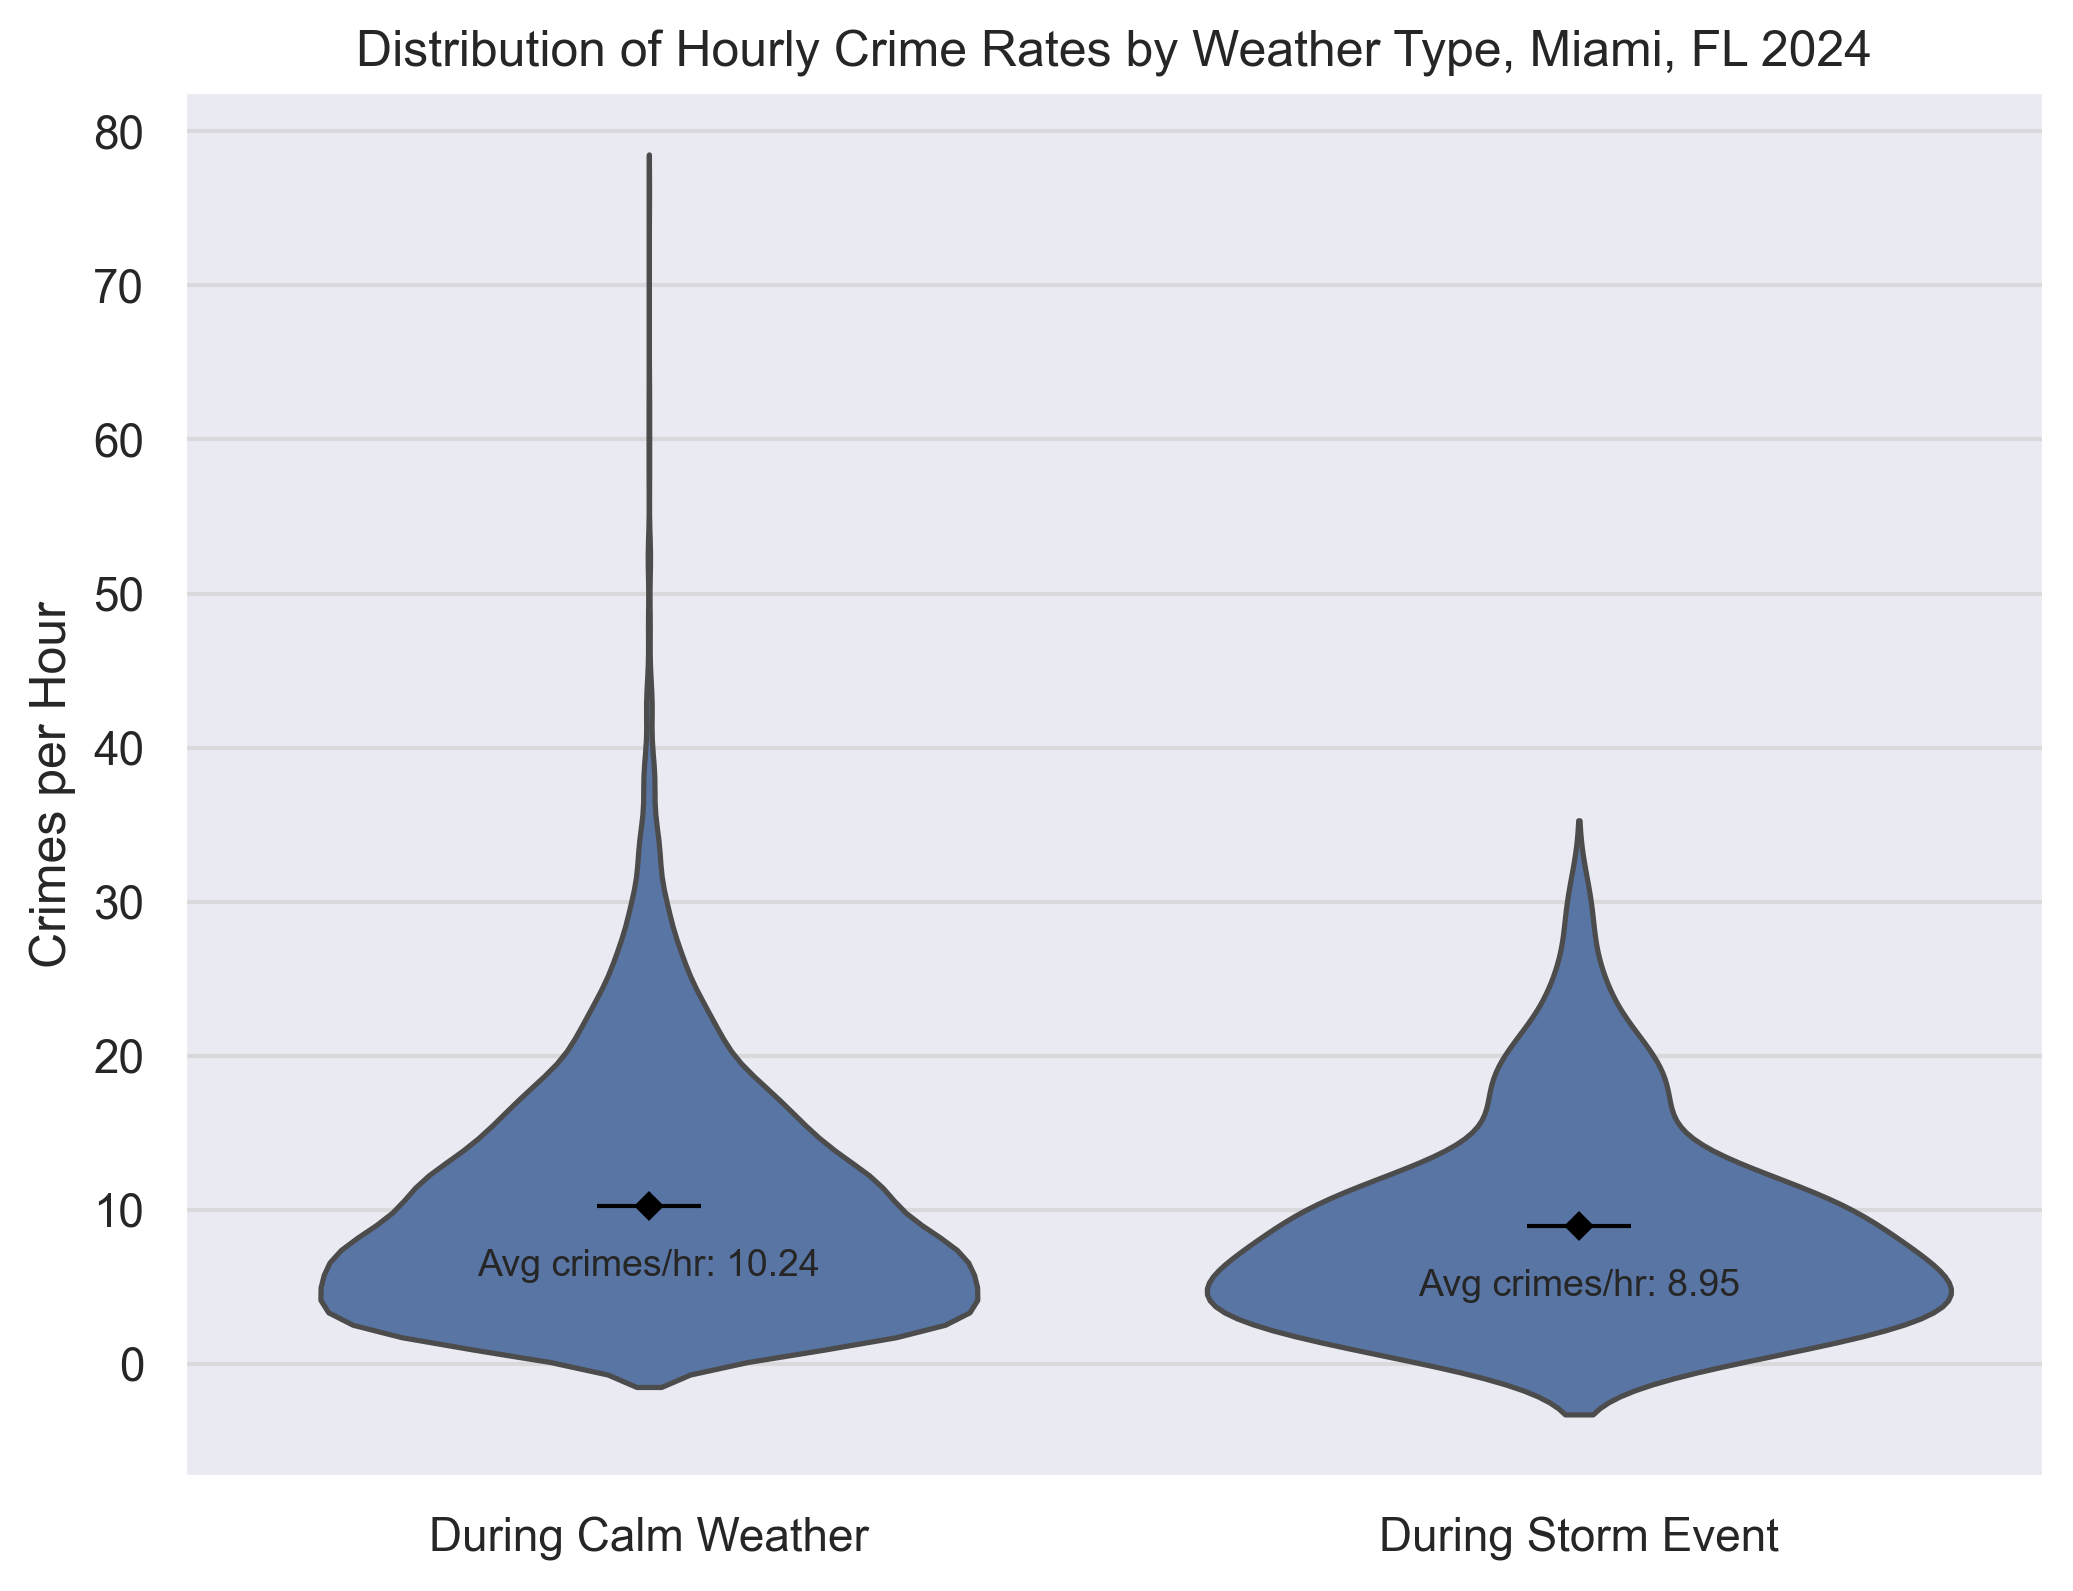 Distribution of Hourly Crime Rates by Weather Type, Miami, FL 2024
80
70
60
50
40
30
20
10
0
Crimes per Hour
Avg crimes/hr: 10.24
Avg crimes/hr: 8.95
During Calm Weather
During Storm Event